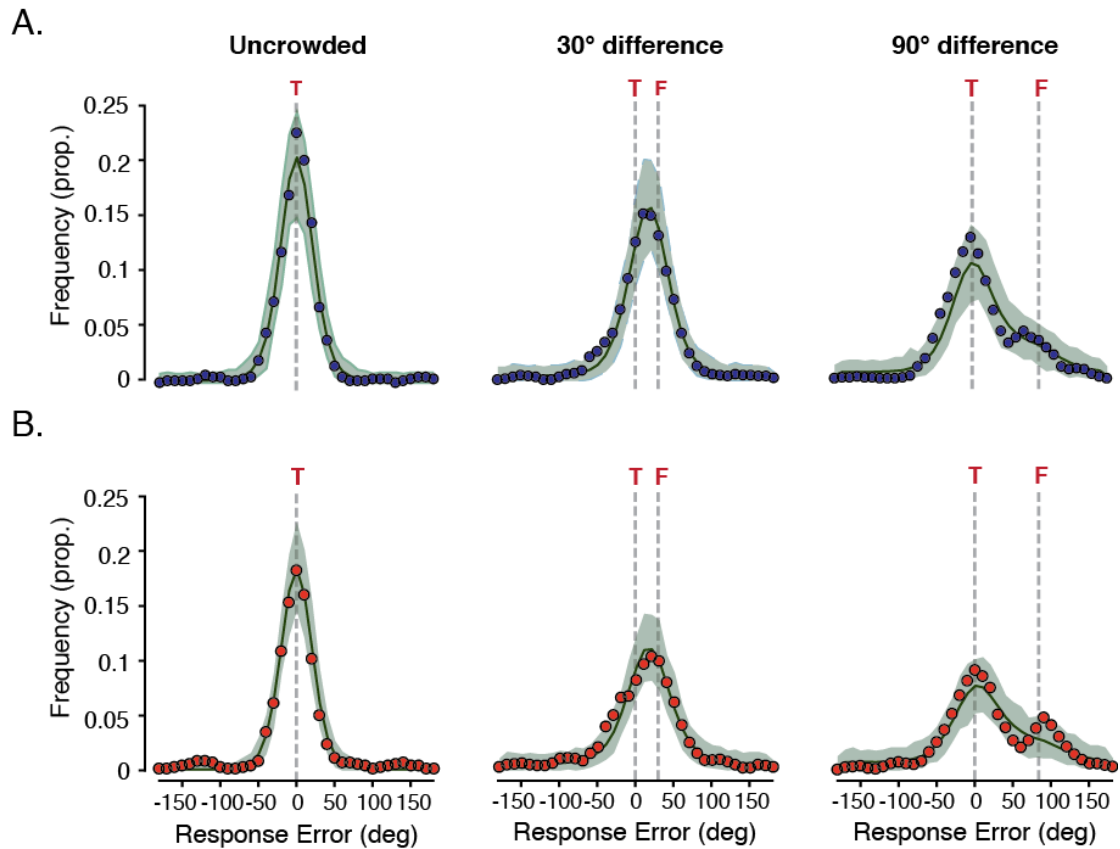 A.
Uncrowded
30° difference
90° difference
T
T F
T F
Frequency (prop.)
0.25
0.2
0.15
0.1
0.05
0
B.
T
T F
T F
Frequency (prop.)
0.25
0.2
0.15
0.1
0.05
0
-150 -100 -50 0 50 100 150
-150 -100 -50 0 50 100 150
-150 -100 -50 0 50 100 150
Response Error (deg)
Response Error (deg)
Response Error (deg)